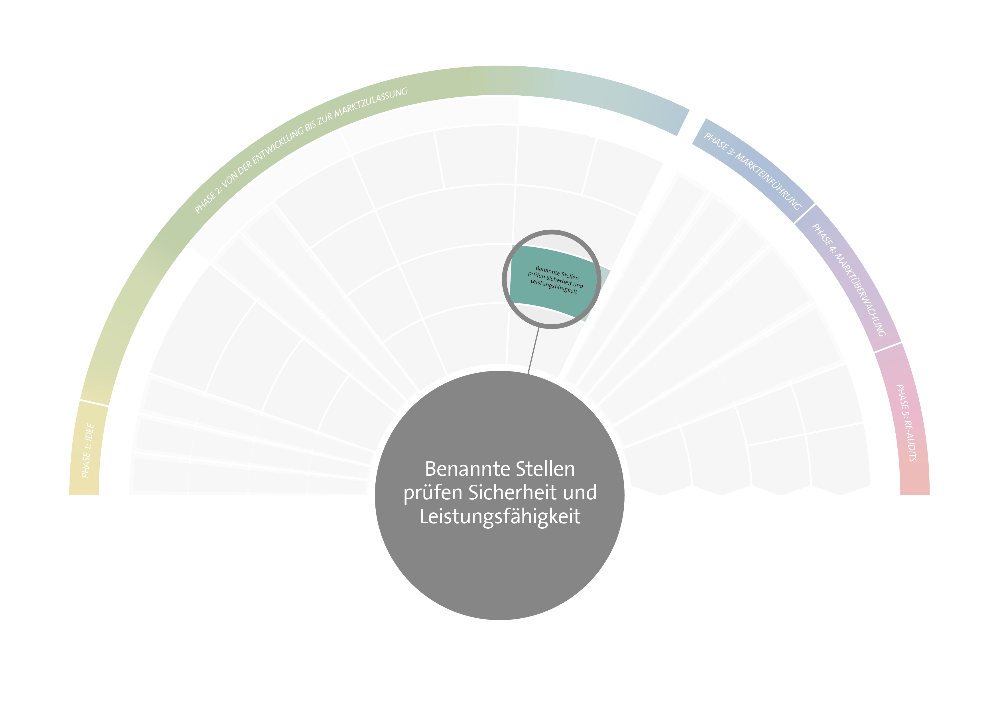 PHASE 1: IDEE
PHASE 2: VON DER ENTWICKLUNG BIS ZUR MARKTZULASSUNG
PHASE 3: MARKTEINFÜHRUNG
PHASE 4: MARKTÜBERWACHUNG
PHASE 5: RE-AUDITS
Benannte Stellen
prüfen Sicherheit und
Leistungsfähigkeit
Benannte Stellen
prüfen Sicherheit und
Leistungsfähigkeit